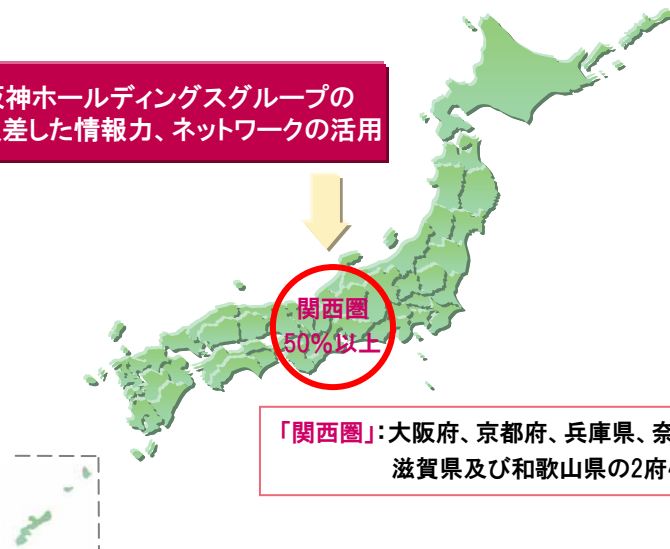 阪神ホールディングスグループの
差した情報力、ネットワークの活用
関西圏
50%以上
「関西圏」:大阪府、京都府、兵庫県、奈
滋賀県及び和歌山県の2府